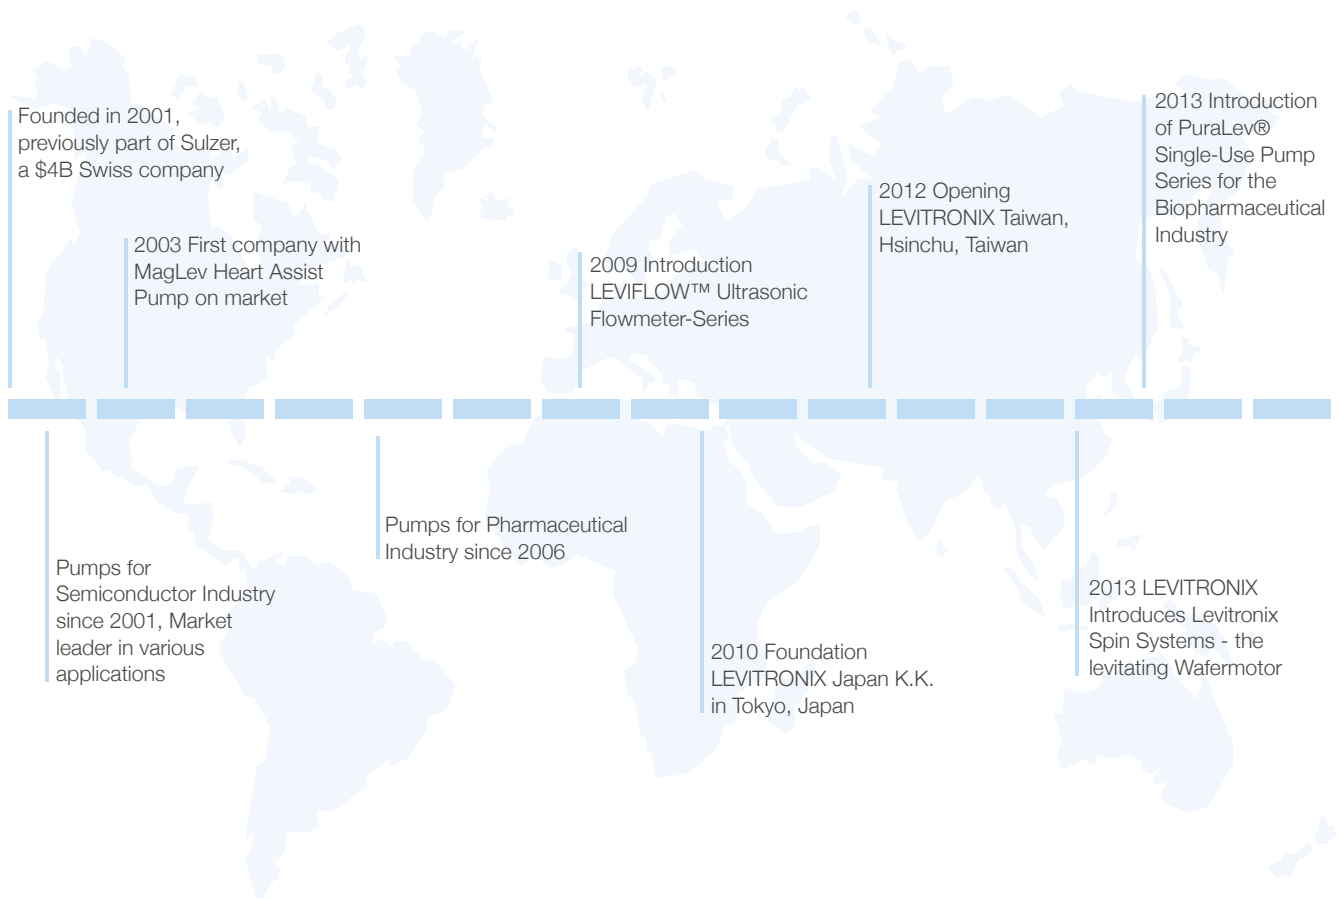 Founded in 2001,
previously part of Sulzer,
a $4B Swiss company
2003 First company with
MagLev Heart Assist
Pump on market
2009 Introduction
LEVIFLOW™ Ultrasonic
Flowmeter-Series
2012 Opening
LEVITRONIX Taiwan,
Hsinchu, Taiwan
2013 Introduction
of PuraLev®
Single-Use Pump
Series for the
Biopharmaceutical
Industry
Pumps for
Semiconductor Industry
since 2001, Market
leader in various
applications
Pumps for Pharmaceutical
Industry since 2006
2010 Foundation
LEVITRONIX Japan K.K.
in Tokyo, Japan
2013 LEVITRONIX
Introduces Levitronix
Spin Systems - the
levitating Wafermotor